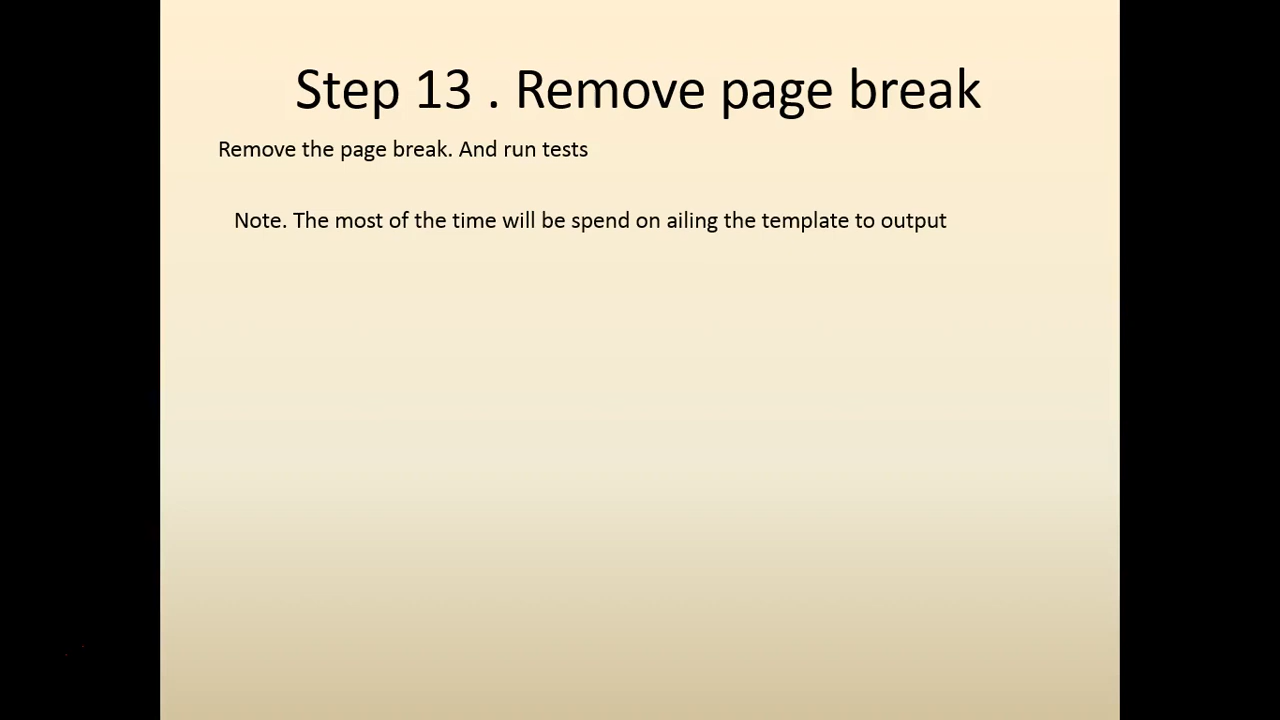 Step 13 . Remove page break
Remove the page break. And run tests
Note. The most of the time will be spend on ailing the template to output